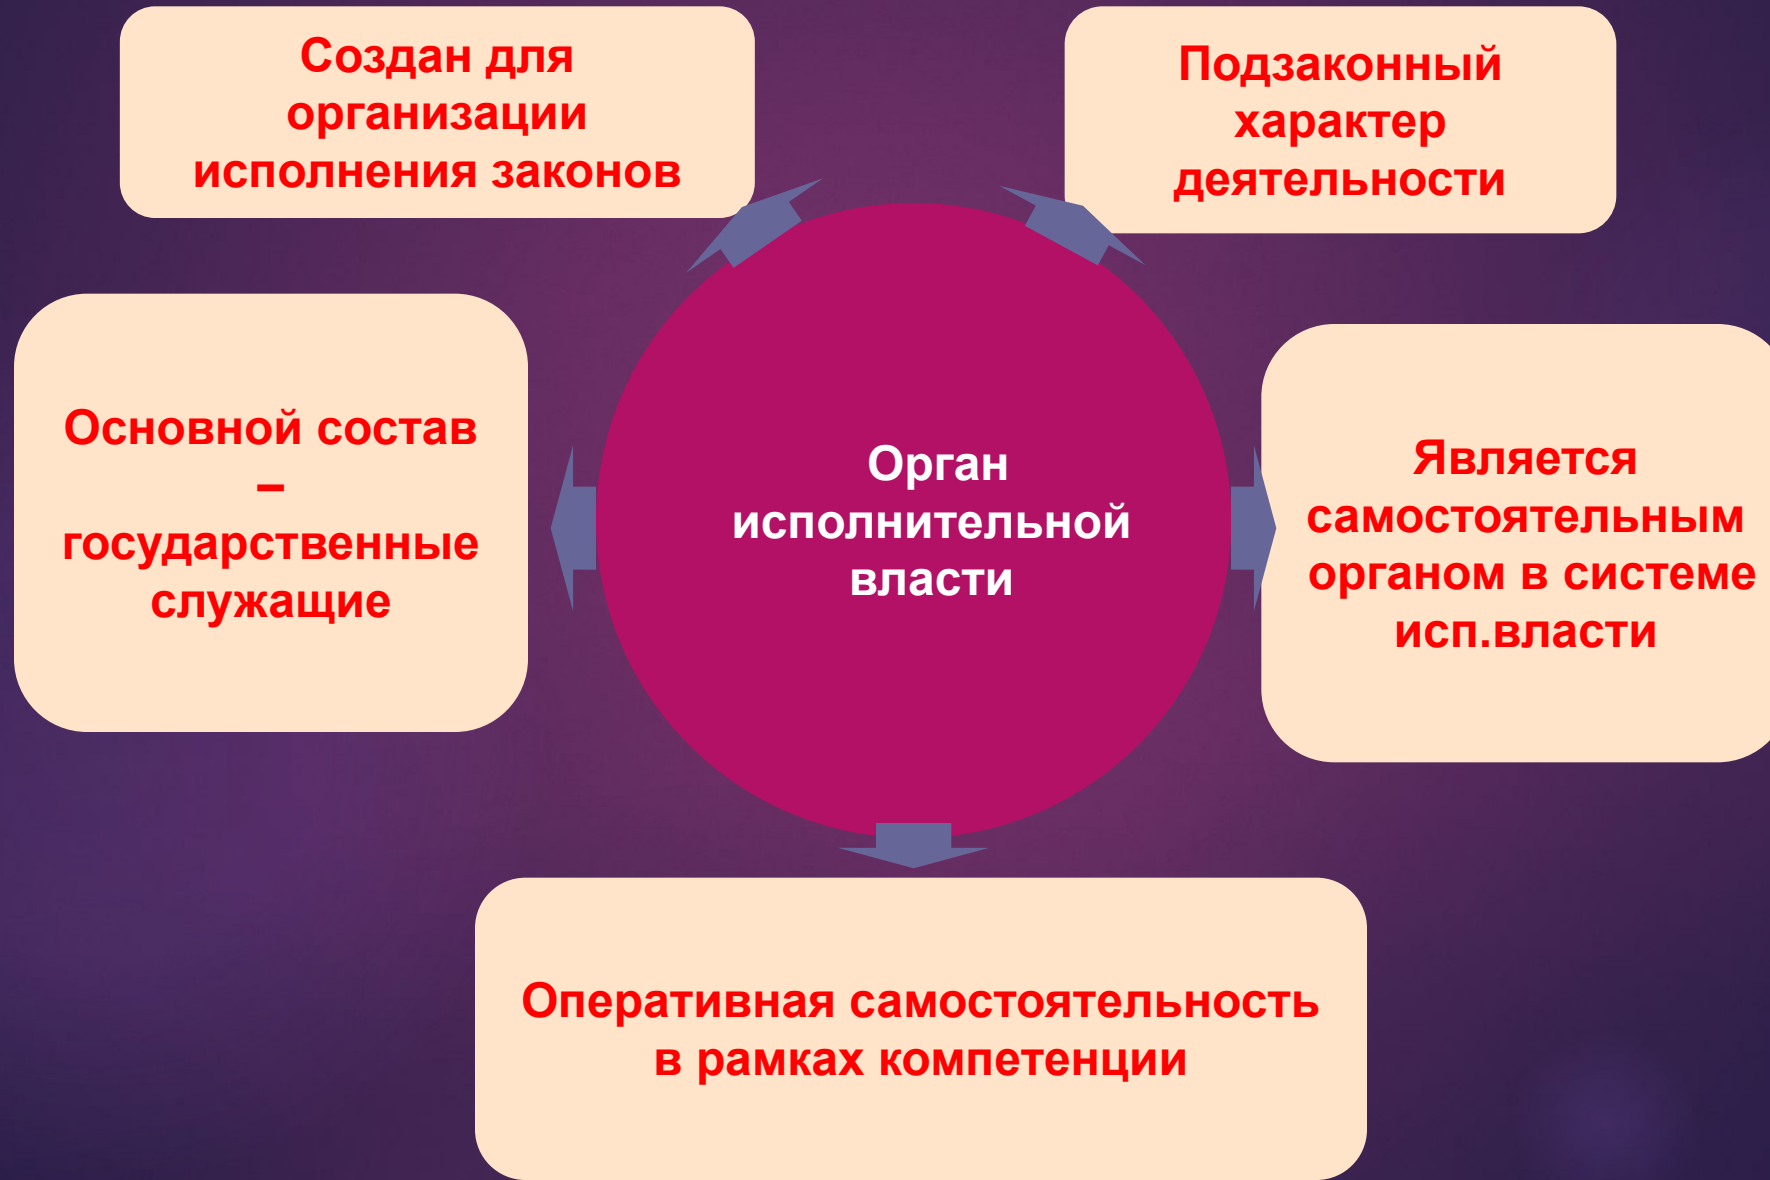 Создан для
организации
исполнения законов
Подзаконный
характер
деятельности
Основной состав
–
государственные
служащие
Орган
исполнительной
власти
Является
самостоятельным
органом в системе
исп.власти
Оперативная самостоятельность
в рамках компетенции